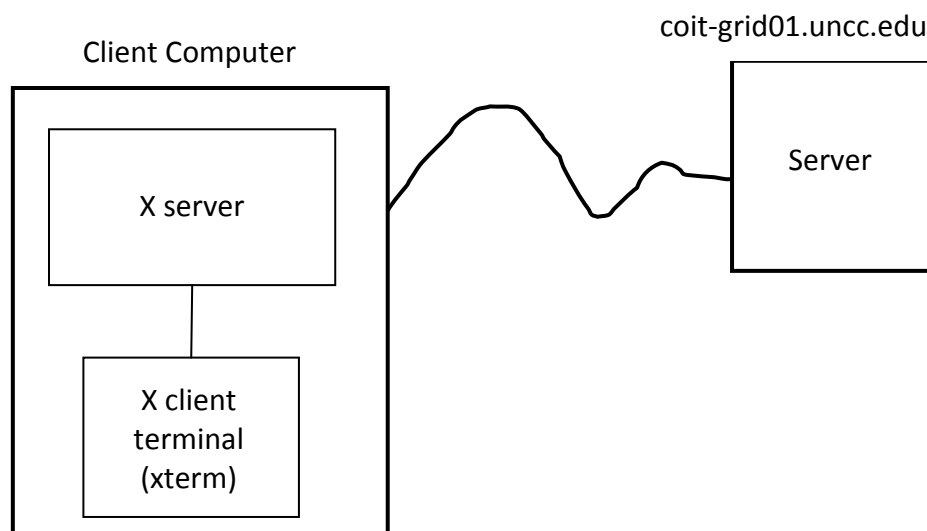 coit-grid01.uncc.edu
Client Computer
Server
X server
X client
terminal
(xterm)